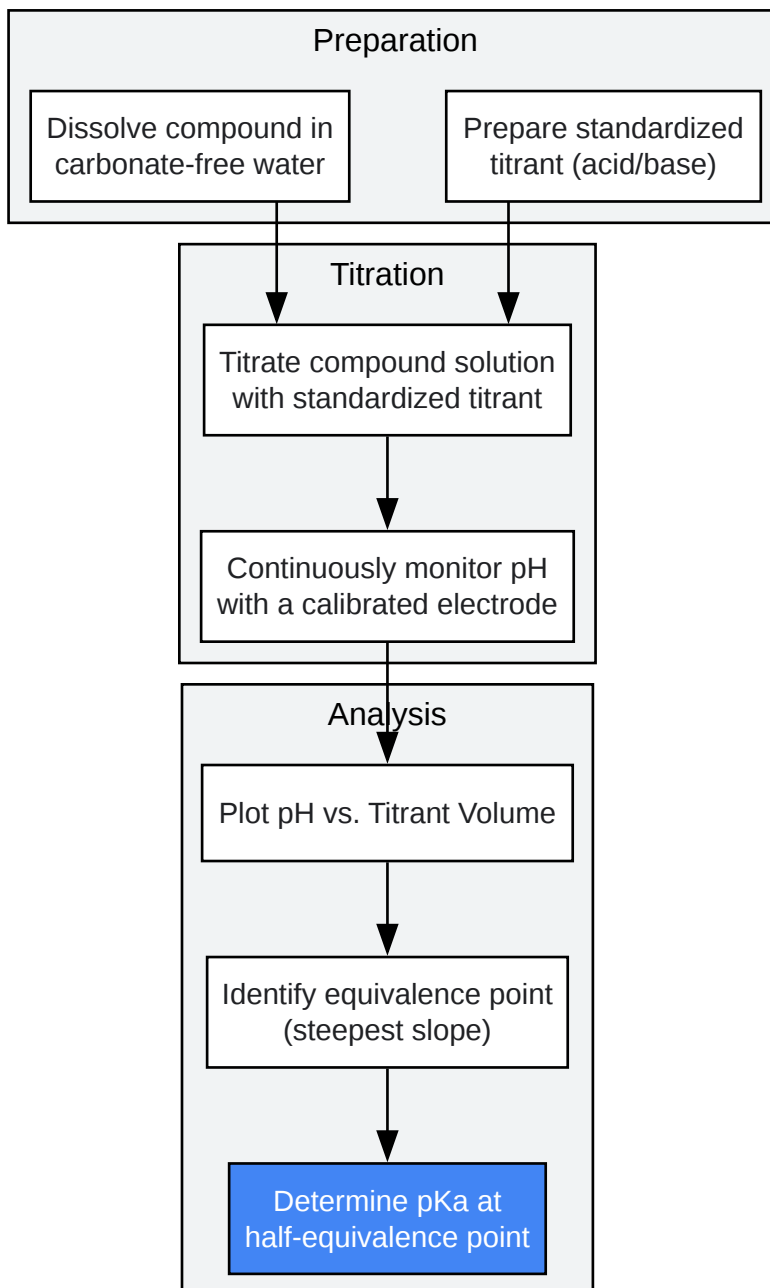 Preparation
Dissolve compound in
carbonate-free water
Prepare standardized
titrant (acid/base)
Titration
Titrate compound solution
with standardized titrant
Continuously monitor pH
with a calibrated electrode
Analysis
Plot pH vs. Titrant Volume
Identify equivalence point
(steepest slope)
Determine pKa at
half-equivalence point